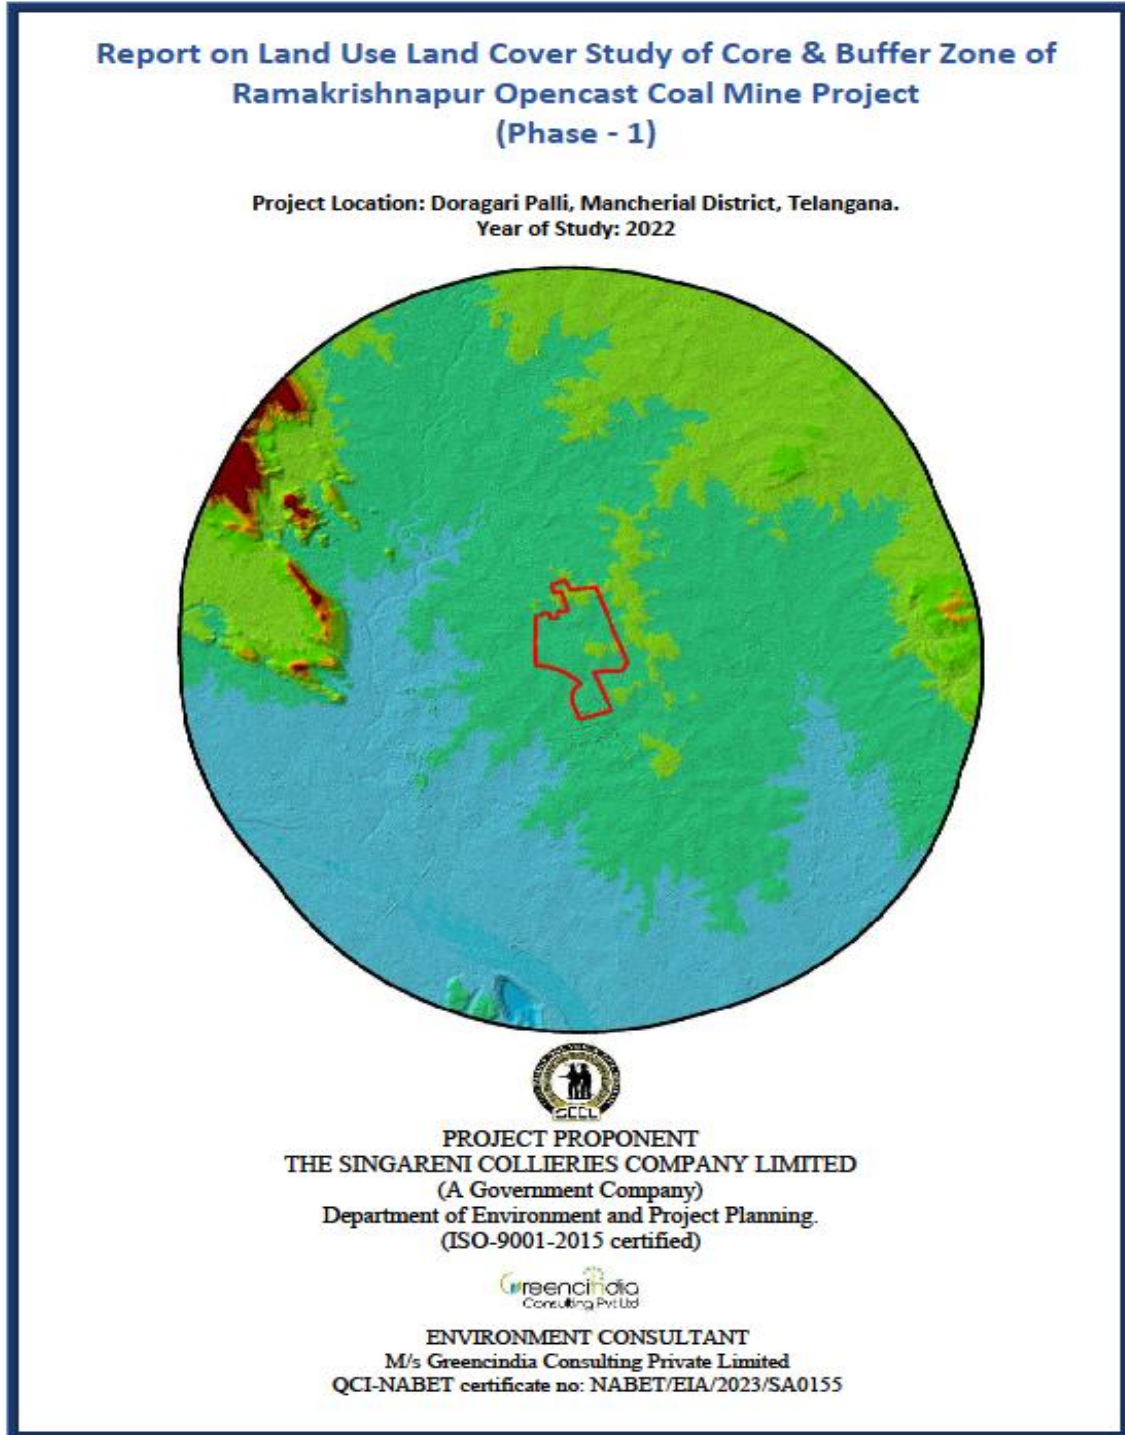 Report on Land Use Land Cover Study of Core & Buffer Zone of
Ramakrishnapur Opencast Coal Mine Project
(Phase - 1)
Project Location: Doragari Palli, Mancherial District, Telangana.
Year of Study: 2022
SCCL
PROJECT PROPONENT
THE SINGARENI COLLIERIES COMPANY LIMITED
(A Government Company)
Department of Environment and Project Planning.
(ISO-9001-2015 certified)
Greencindia
Consulting Pvt Ltd
ENVIRONMENT CONSULTANT
M/s Greencindia Consulting Private Limited
QCI-NABET certificate no: NABET/EIA/2023/SA0155